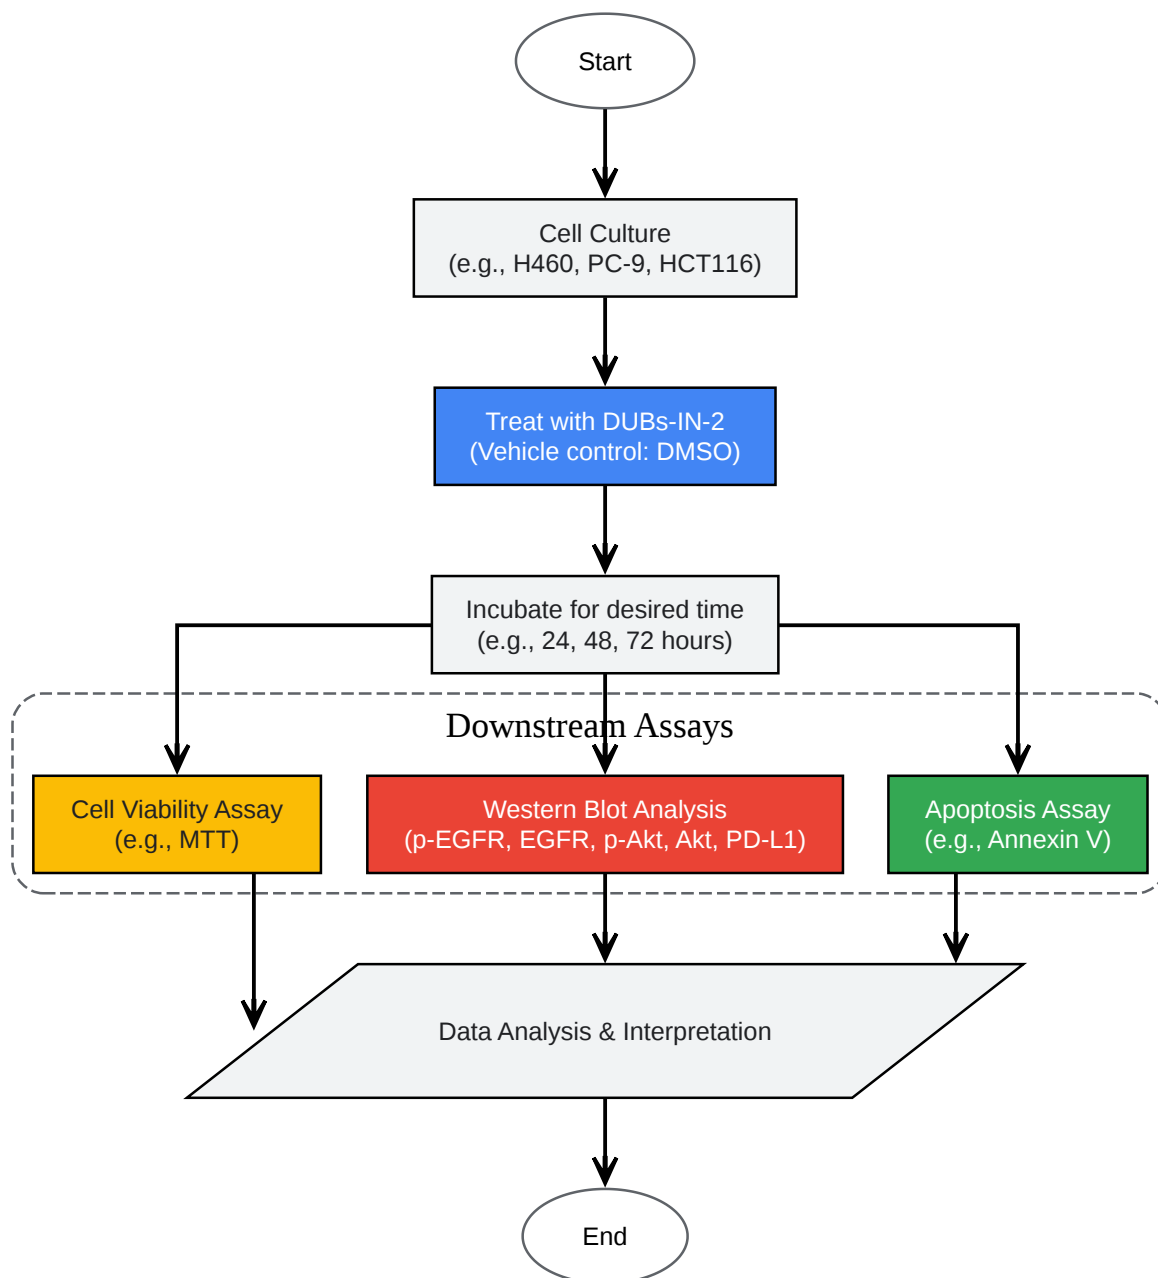 Start
Cell Culture
(e.g., H460, PC-9, HCT116)
Treat with DUBs-IN-2
(Vehicle control: DMSO)
Incubate for desired time
(e.g., 24, 48, 72 hours)
Downstream Assays
Cell Viability Assay
(e.g., MTT)
Western Blot Analysis
(p-EGFR, EGFR, p-Akt, Akt, PD-L1)
Apoptosis Assay
(e.g., Annexin V)
Data Analysis & Interpretation
End